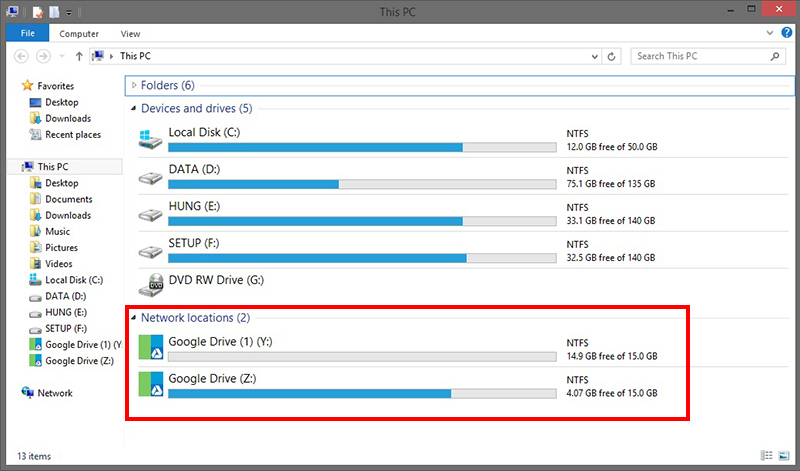 This PC
File Computer View
This PC
Search This PC
Favorites
Desktop
Downloads
Recent places
This PC
Desktop
Documents
Downloads
Music
Pictures
Videos
Local Disk (C:)
DATA (D:)
HUNG (E:)
SETUP (F:)
Google Drive (1) (Y:
Google Drive (Z:)
Network
Folders (6)
Devices and drives (5)
Local Disk (C:)
NTFS
12.0 GB free of 50.0 GB
DATA (D:)
NTFS
75.1 GB free of 135 GB
HUNG (E:)
NTFS
33.1 GB free of 140 GB
SETUP (F:)
NTFS
32.5 GB free of 140 GB
DVD RW Drive (G:)
DVD
Network locations (2)
Google Drive (1) (Y:)
NTFS
14.9 GB free of 15.0 GB
Google Drive (Z:)
NTFS
4.07 GB free of 15.0 GB
13 items